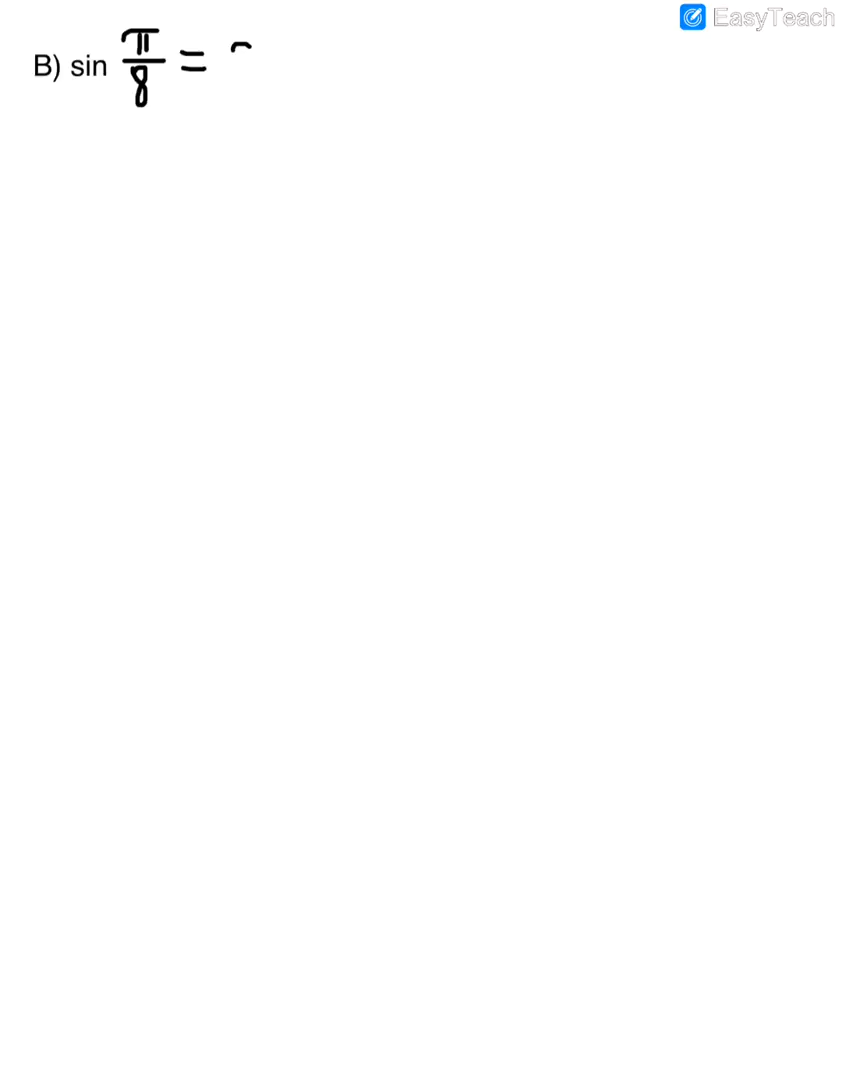 EasyTeach
B) sin π/8 =